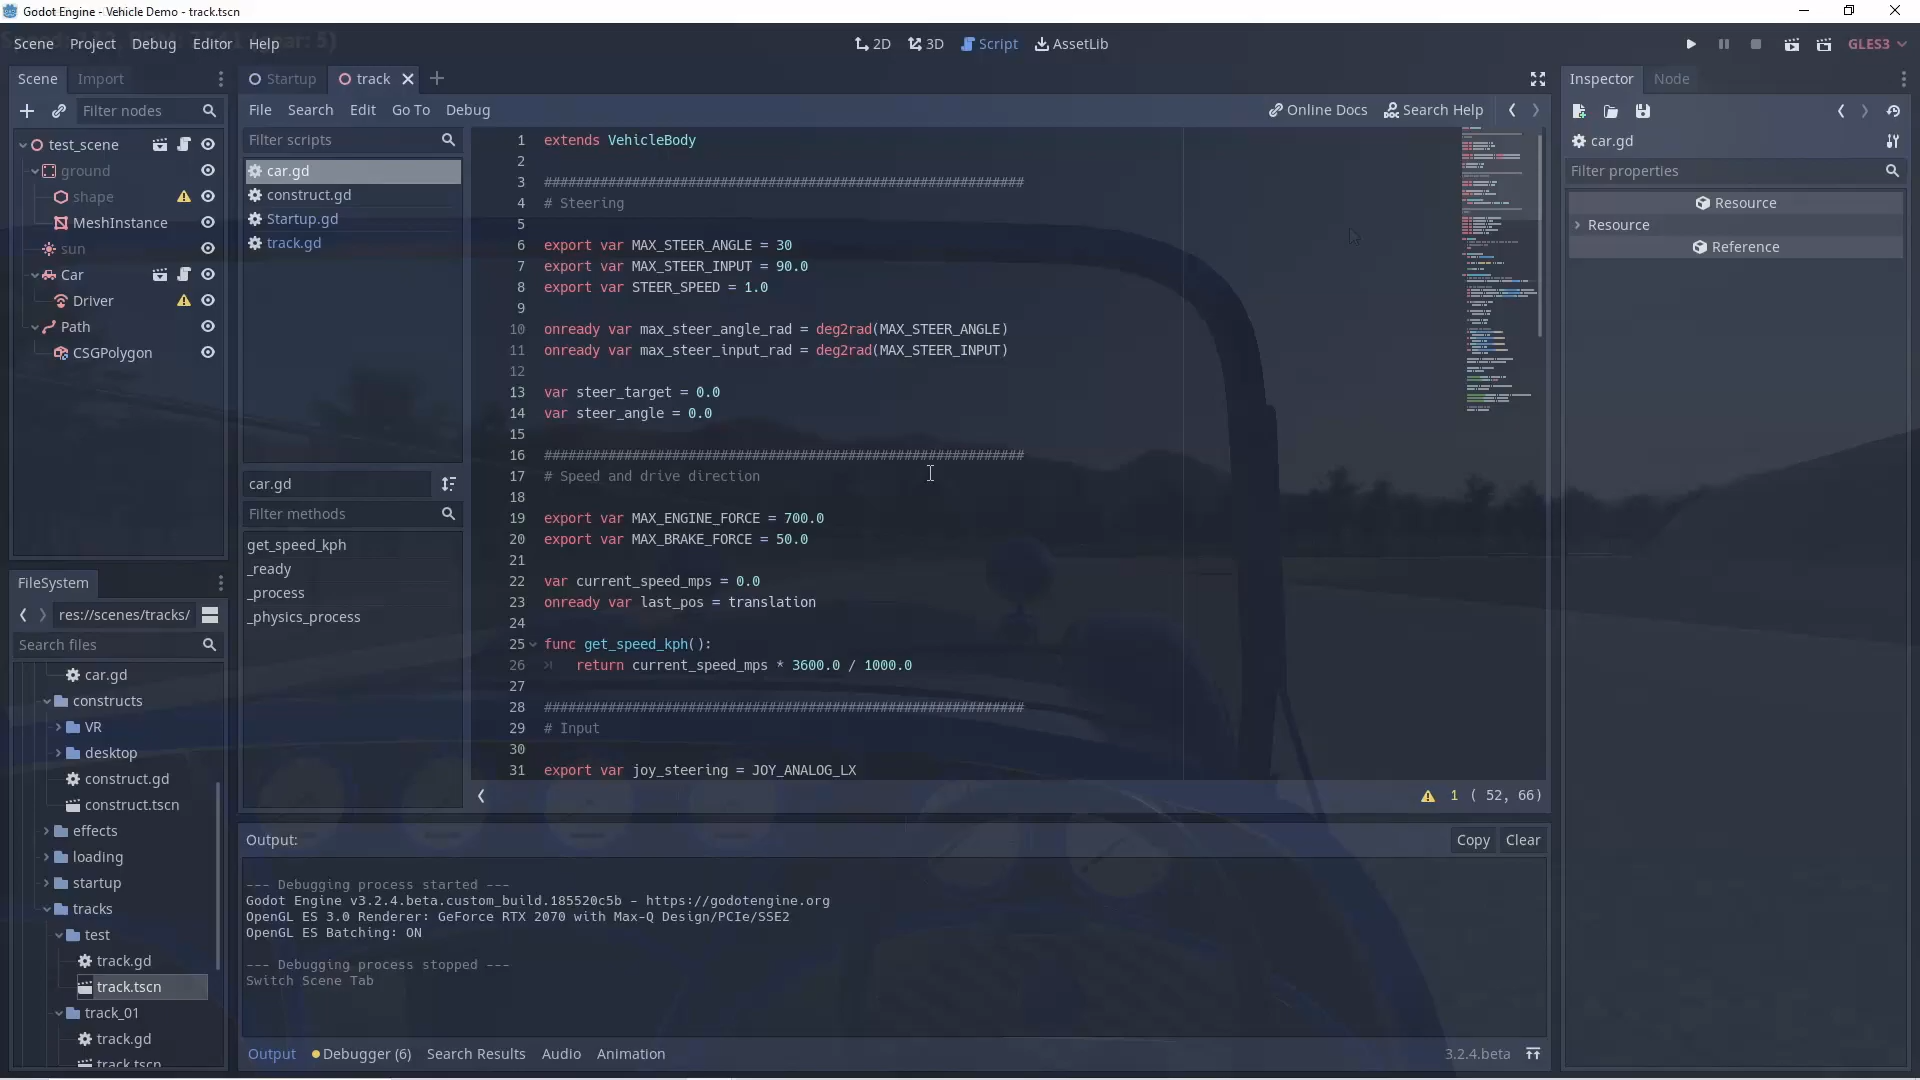 Godot Engine - Vehicle Demo - track.tscn
Scene Project Debug Editor Help
2D 3D Script AssetLib
GLES3
Scene Import
Filter nodes
test_scene
ground
shape
MeshInstance
sun
Car
Driver
Path
CSGPolygon
FileSystem
res://scenes/tracks/
Search files
car.gd
constructs
VR
desktop
construct.gd
construct.tscn
effects
loading
startup
tracks
test
track.gd
track.tscn
track_01
track.gd
track.tscn
Startup track
File Search Edit Go To Debug
Online Docs Search Help
Filter scripts
car.gd
construct.gd
Startup.gd
track.gd
car.gd
Filter methods
get_speed_kph
_ready
_process
_physics_process
1 extends VehicleBody
2
3 ############################################################
4 # Steering
5
6 export var MAX_STEER_ANGLE = 30
7 export var MAX_STEER_INPUT = 90.0
8 export var STEER_SPEED = 1.0
9
10 onready var max_steer_angle_rad = deg2rad(MAX_STEER_ANGLE)
11 onready var max_steer_input_rad = deg2rad(MAX_STEER_INPUT)
12
13 var steer_target = 0.0
14 var steer_angle = 0.0
15
16 ############################################################
17 # Speed and drive direction
18
19 export var MAX_ENGINE_FORCE = 700.0
20 export var MAX_BRAKE_FORCE = 50.0
21
22 var current_speed_mps = 0.0
23 onready var last_pos = translation
24
25 func get_speed_kph():
26 return current_speed_mps * 3600.0 / 1000.0
27
28 ############################################################
29 # Input
30
31 export var joy_steering = JOY_ANALOG_LX
1 ( 52, 66)
Output:
Copy Clear
--- Debugging process started ---
Godot Engine v3.2.4.beta.custom_build.185520c5b - https://godotengine.org
OpenGL ES 3.0 Renderer: GeForce RTX 2070 with Max-Q Design/PCIe/SSE2
OpenGL ES Batching: ON
--- Debugging process stopped ---
Switch Scene Tab
Output Debugger (6) Search Results Audio Animation
3.2.4.beta
Inspector Node
car.gd
Filter properties
Resource
Resource
Reference